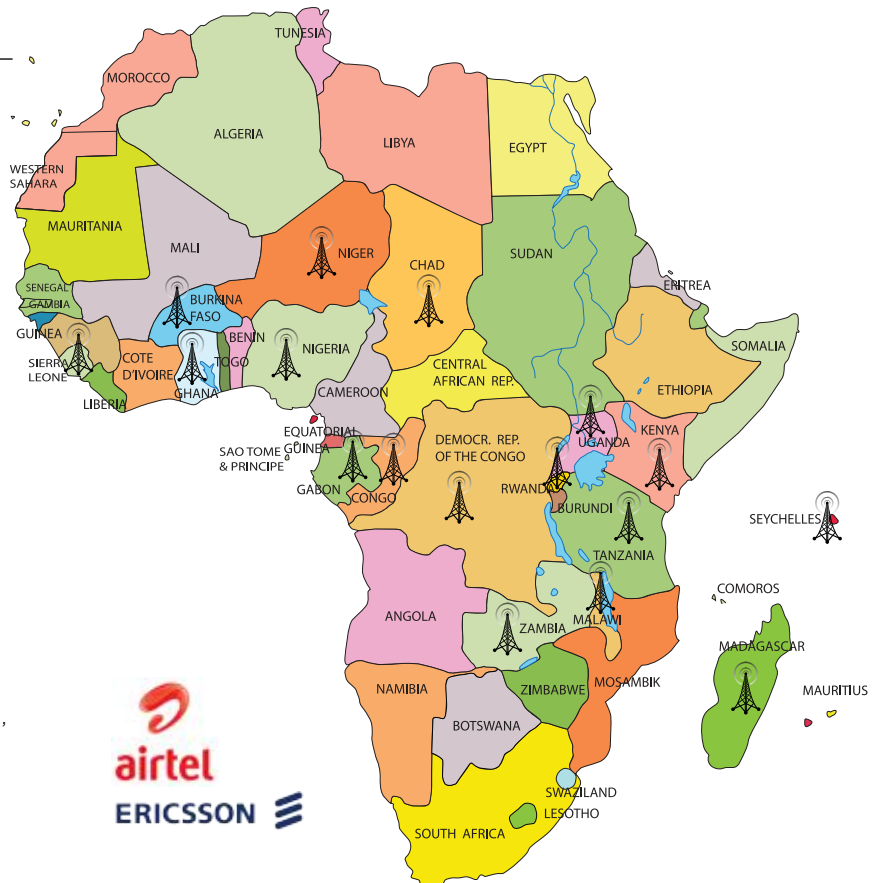 TUNISIA
MOROCCO
ALGERIA
LIBYA
EGYPT
WESTERN
SAHARA
MAURITANIA
MALI
NIGER
CHAD
SUDAN
ERITREA
SENEGAL
GAMBIA
BURKINA
FASO
GUINEA
BENIN
NIGERIA
SOMALIA
SIERRA
LEONE
COTE
D'IVOIRE
TOGO
GHANA
CENTRAL
AFRICAN REP.
ETHIOPIA
LIBERIA
CAMEROON
EQUATORIAL
GUINEA
DEMOCR. REP.
OF THE CONGO
UGANDA
KENYA
SAO TOME
& PRINCIPE
GABON
CONGO
RWANDA
BURUNDI
SEYCHELLES
TANZANIA
COMOROS
ANGOLA
ZAMBIA
MALAWI
MADAGASCAR
NAMIBIA
ZIMBABWE
MOSAMBIK
MAURITIUS
BOTSWANA
,
airtel
ERICSSON
SWAZILAND
LESOTHO
SOUTH AFRICA